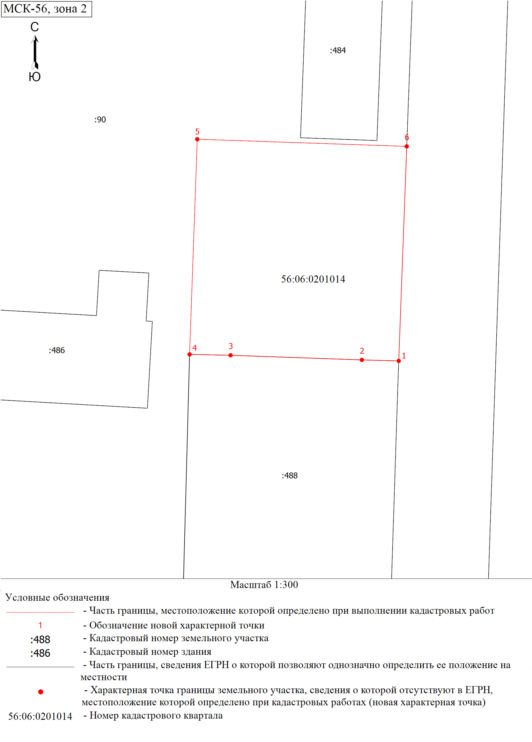 МСК-56, зона 2
С
Ю
:484
:90
5
6
56:06:0201014
:486
4
3
2
1
:488
Масштаб 1:300
Условные обозначения
- Часть границы, местоположение которой определено при выполнении кадастровых работ
1 - Обозначение новой характерной точки
:488 - Кадастровый номер земельного участка
:486 - Кадастровый номер здания
- Часть границы, сведения ЕГРН о которой позволяют однозначно определить ее положение на
местности
- Характерная точка границы земельного участка, сведения о которой отсутствуют в ЕГРН,
местоположение которой определено при кадастровых работах (новая характерная точка)
56:06:0201014 - Номер кадастрового квартала